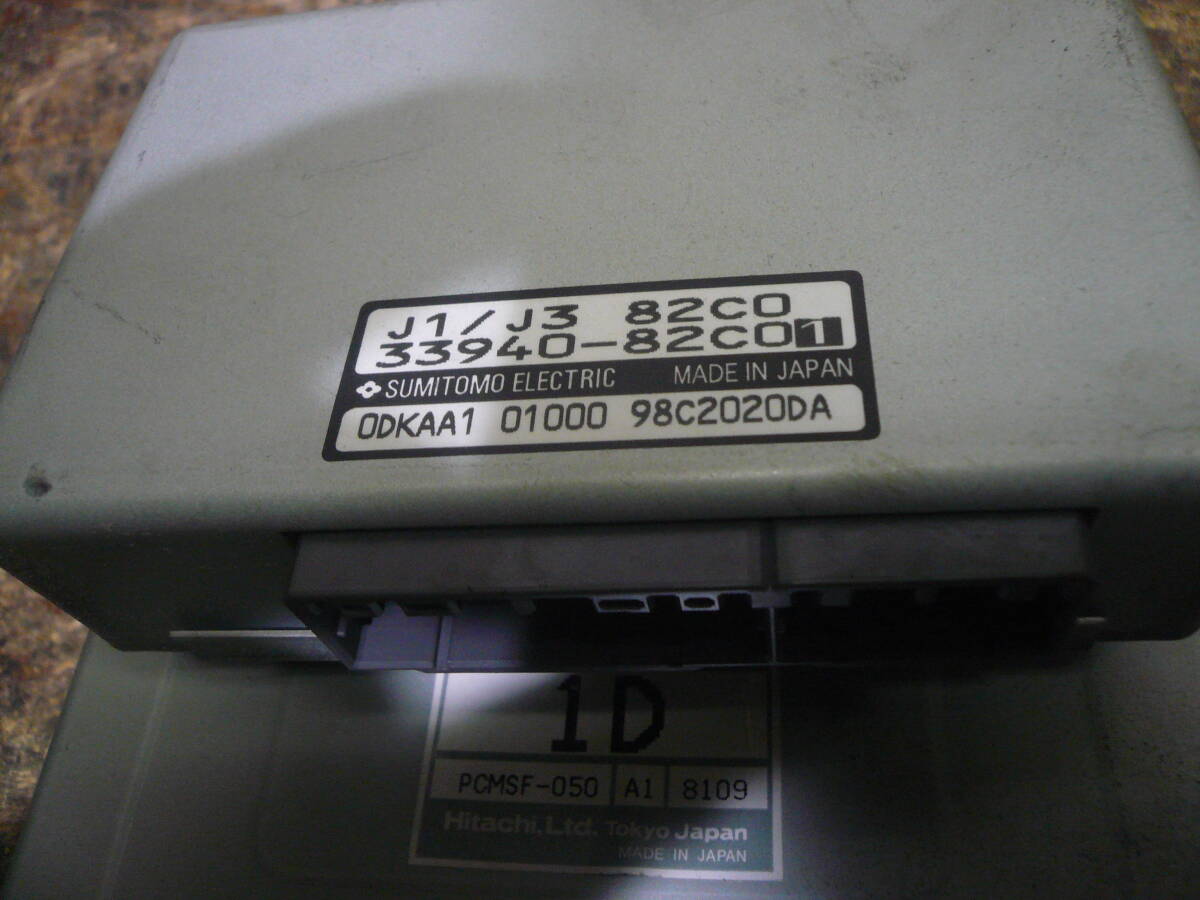 J1/J3 82C0
33940-82C01
SUMITOMO ELECTRIC MADE IN JAPAN
0DKAA1 01000 98C2020DA
1D
PCMSF-050 A1 8109
Hitachi, Ltd. Tokyo Japan
MADE IN JAPAN